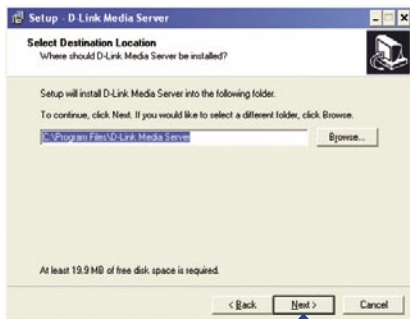 Setup - D-Link Media Server
Select Destination Location
Where should D-Link Media Server be installed?
Setup will install D-Link Media Server into the following folder.
To continue, click Next. If you would like to select a different folder, click Browse.
C:\Program Files\D-Link Media Server
Browse...
At least 19.9 MB of free disk space is required.
< Back
Next >
Cancel